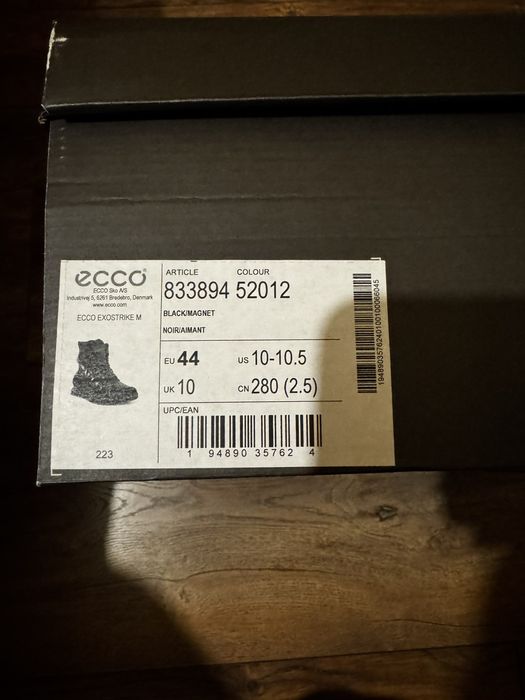 ecco®
ECCO Sko A/S
Industrivej 5, 6261 Bredebro, Denmark
www.ecco.com
ECCO EXOSTRIKE M
223
ARTICLE COLOUR
833894 52012
BLACK/MAGNET
NOIR/AIMANT
EU 44 US 10-10.5
UK 10 CN 280 (2.5)
UPC/EAN
1 94890 35762 4
194890357624010010006045